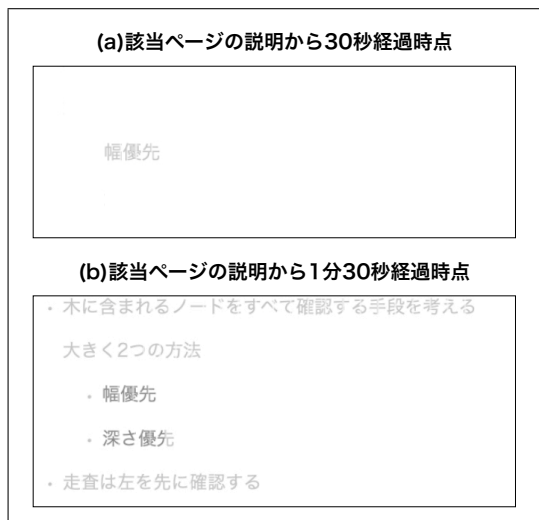 (a)該当ページの説明から30秒経過時点
幅優先
(b)該当ページの説明から1分30秒経過時点
・木に含まれるノードをすべて確認する手段を考える
大きく2つの方法
・幅優先
・深さ優先
・走査は左を先に確認する